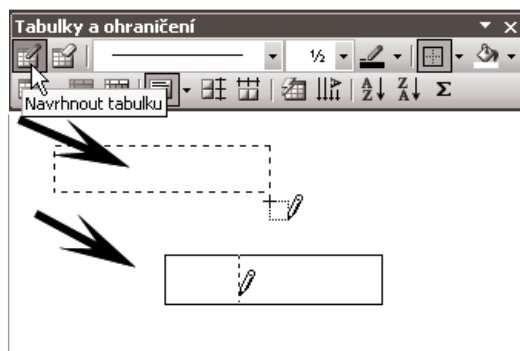 Tabulky a ohraničení
½
A Z
Z A
Σ
Navrhnout tabulku